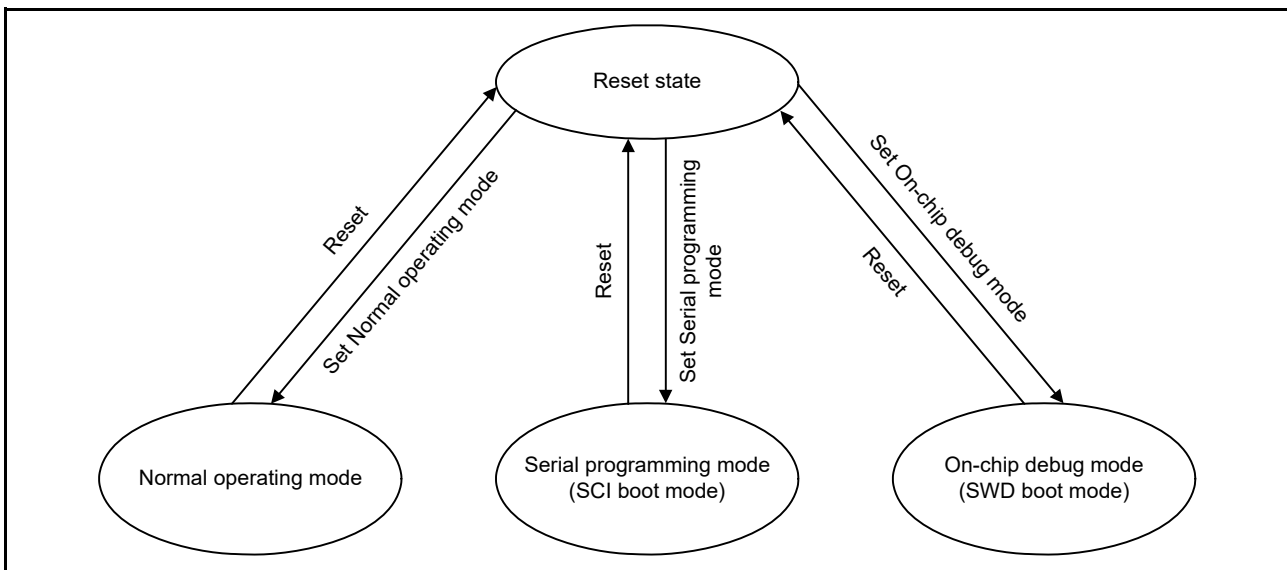 Reset state
Reset
Set Normal operating mode
Reset
Set Serial programming
mode
Set On-chip debug mode
Reset
Normal operating mode
Serial programming mode
(SCI boot mode)
On-chip debug mode
(SWD boot mode)